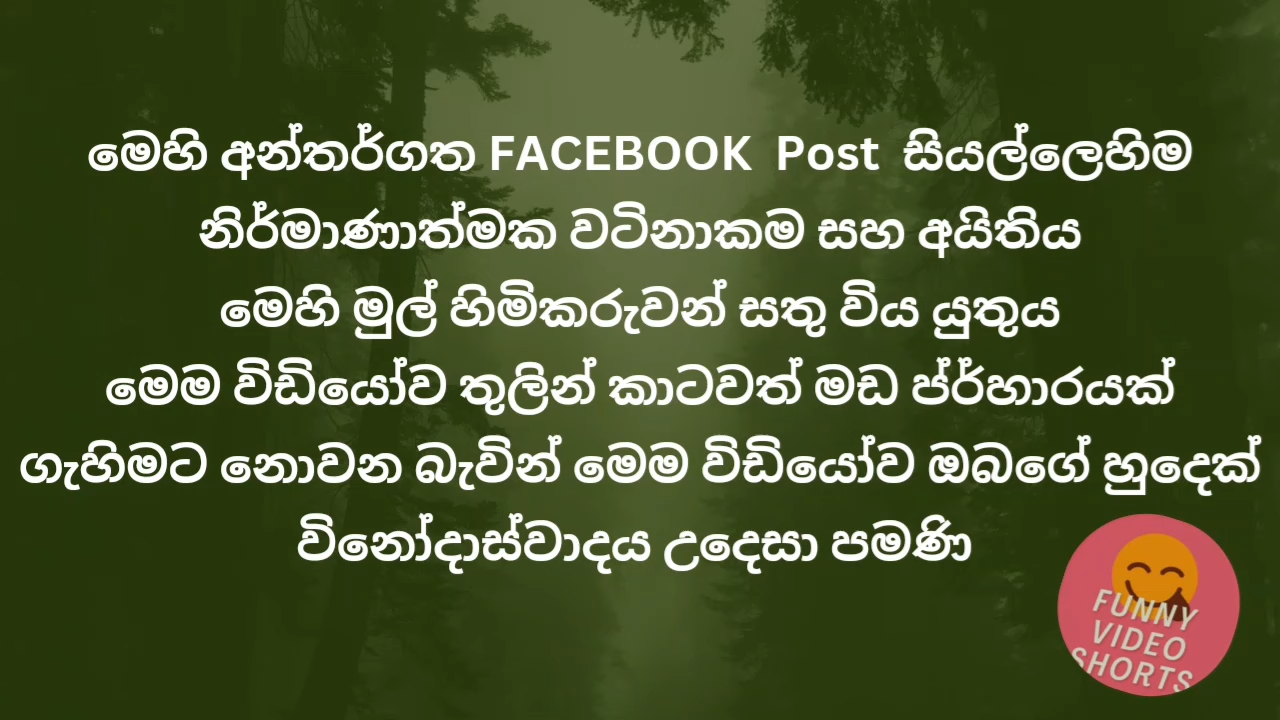 මෙහි අන්තර්ගත FACEBOOK Post සියල්ලෙහිම
නිර්මාණාත්මක වටිනාකම සහ අයිතිය
මෙහි මුල් හිමිකරුවන් සතු විය යුතුය
මෙම විඩියෝව තුලින් කාටවත් මඩ ප්ර්හාරයක්
ගැහිමට නොවන බැවින් මෙම විඩියෝව ඔබගේ හුදෙක්
විනෝදාස්වාදය උදෙසා පමණි
FUNNY
VIDEO
SHORTS